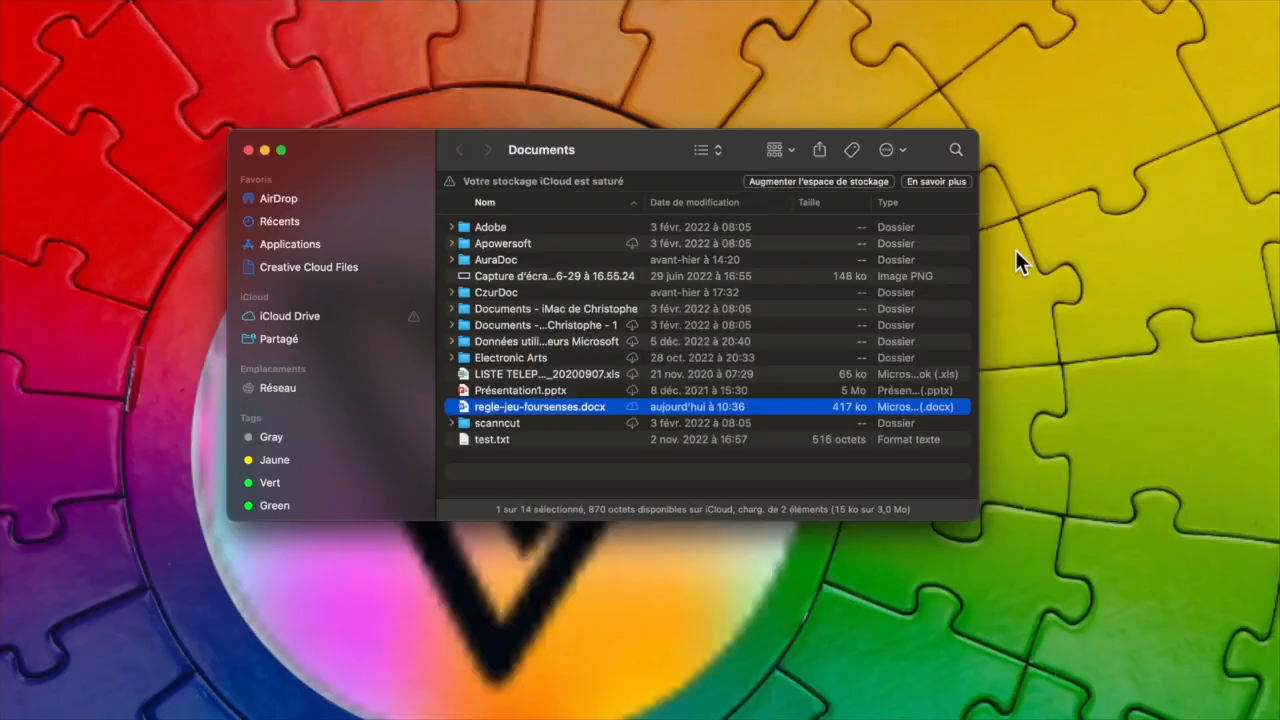 Documents
Favoris
AirDrop
Récents
Applications
Creative Cloud Files
iCloud
iCloud Drive
Partagé
Emplacements
Réseau
Tags
Gray
Jaune
Vert
Green
Votre stockage iCloud est saturé Augmenter l'espace de stockage En savoir plus
Nom Date de modification Taille Type
Adobe 3 févr. 2022 à 08:05 -- Dossier
Apowersoft 3 févr. 2022 à 08:05 -- Dossier
AuraDoc avant-hier à 14:20 -- Dossier
Capture d'écra...6-29 à 16.55.24 29 juin 2022 à 16:55 148 ko Image PNG
CzurDoc avant-hier à 17:32 -- Dossier
Documents - iMac de Christophe 3 févr. 2022 à 08:05 -- Dossier
Documents -...Christophe - 1 3 févr. 2022 à 08:05 -- Dossier
Données utili...eurs Microsoft 5 déc. 2022 à 20:40 -- Dossier
Electronic Arts 28 oct. 2022 à 20:33 -- Dossier
LISTE TELEP..._20200907.xls 21 nov. 2020 à 07:29 65 ko Micros...ok (.xls)
Présentation1.pptx 8 déc. 2021 à 15:30 5 Mo Présen...(.pptx)
regle-jeu-foursenses.docx aujourd'hui à 10:36 417 ko Micros...(.docx)
scanncut 3 févr. 2022 à 08:05 -- Dossier
test.txt 2 nov. 2022 à 16:57 516 octets Format texte
1 sur 14 sélectionné, 870 octets disponibles sur iCloud, charg. de 2 éléments (15 ko sur 3,0 Mo)